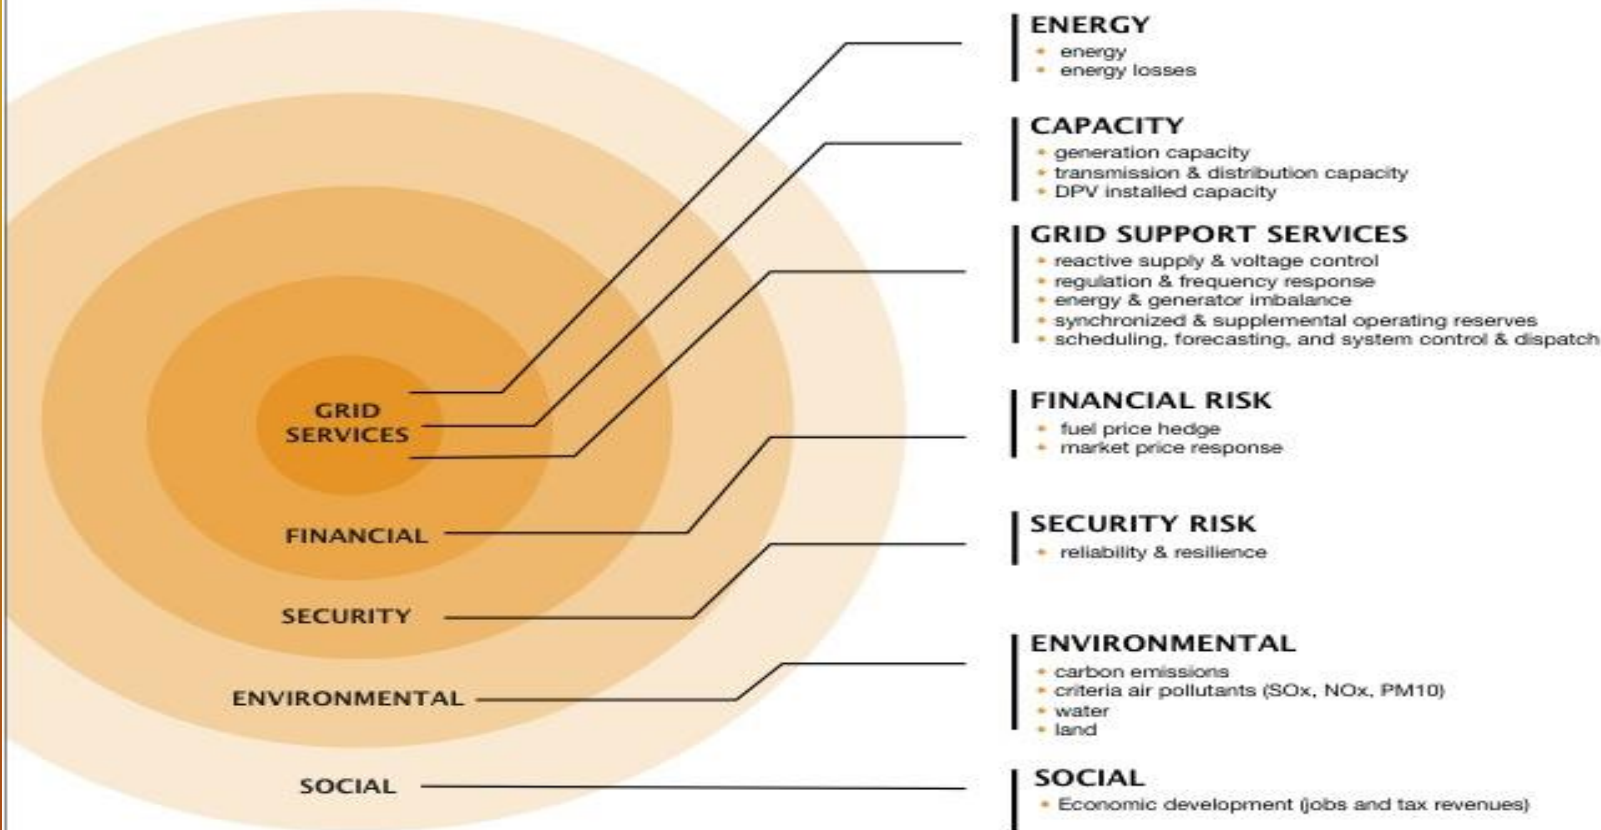 ENERGY
• energy
• energy losses
CAPACITY
• generation capacity
• transmission & distribution capacity
• DPV installed capacity
GRID SUPPORT SERVICES
• reactive supply & voltage control
• regulation & frequency response
• energy & generator imbalance
• synchronized & supplemental operating reserves
• scheduling, forecasting, and system control & dispatch
GRID
SERVICES
FINANCIAL RISK
• fuel price hedge
• market price response
FINANCIAL
SECURITY RISK
• reliability & resilience
SECURITY
ENVIRONMENTAL
• carbon emissions
• criteria air pollutants (SOx, NOx, PM10)
• water
• land
ENVIRONMENTAL
SOCIAL
• Economic development (jobs and tax revenues)
SOCIAL